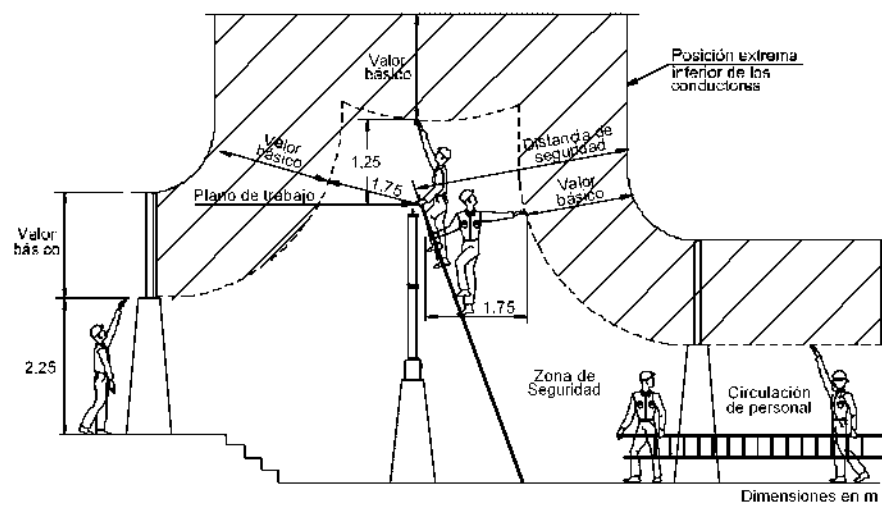 Valor
básico
Posición extrema
inferior de los
conductores
Valor
básico
1.25
1.75
Distancia de
seguridad
Plano de trabajo
Valor
básico
Valor
básico
1.75
2.25
Zona de
Seguridad
Circulación
de personal
Dimensiones en m